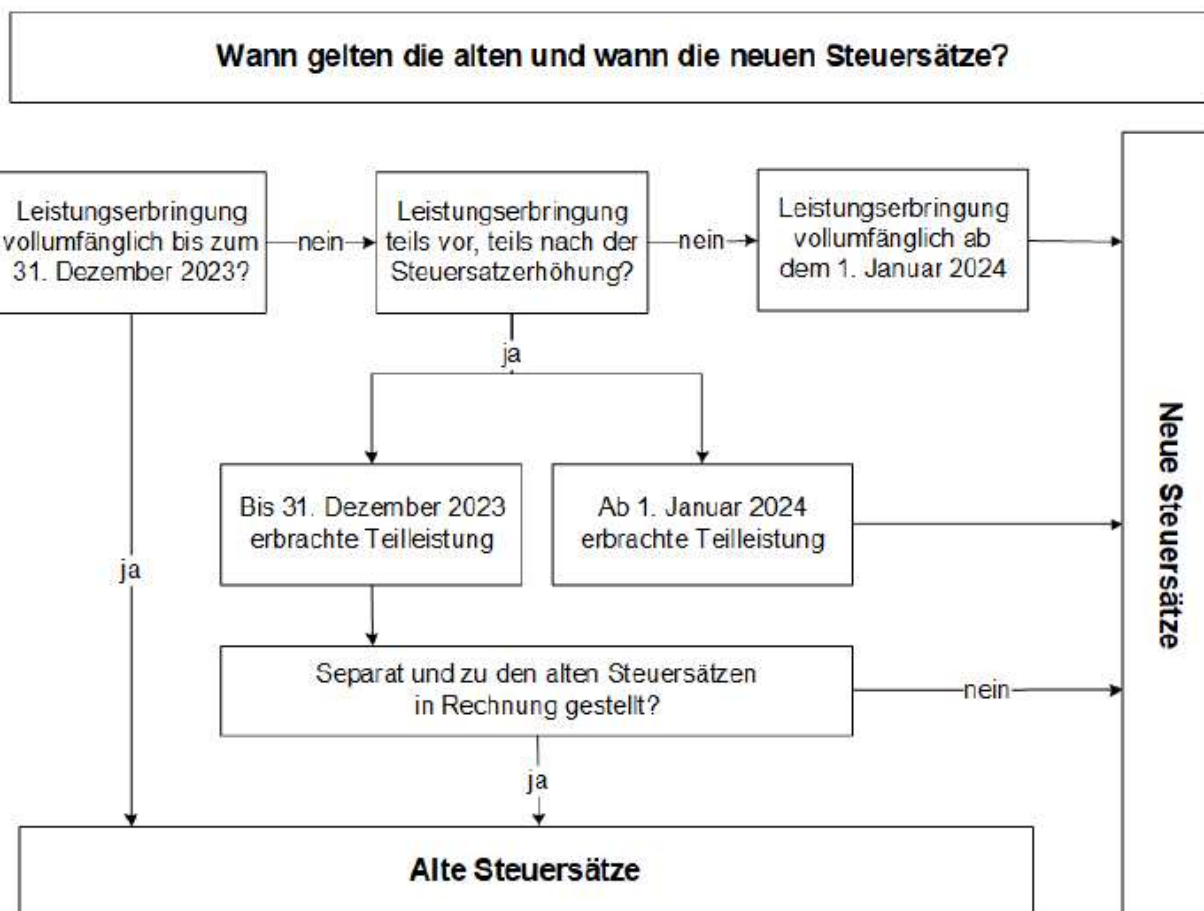 Wann gelten die alten und wann die neuen Steuersätze?
Leistungserbringung
vollumfänglich bis zum
31. Dezember 2023?
nein
Leistungserbringung
teils vor, teils nach der
Steuersatzerhöhung?
nein
Leistungserbringung
vollumfänglich ab
dem 1. Januar 2024
ja
Bis 31. Dezember 2023
erbrachte Teilleistung
Ab 1. Januar 2024
erbrachte Teilleistung
ja
Separat und zu den alten Steuersätzen
in Rechnung gestellt?
nein
ja
Alte Steuersätze
Neue Steuersätze